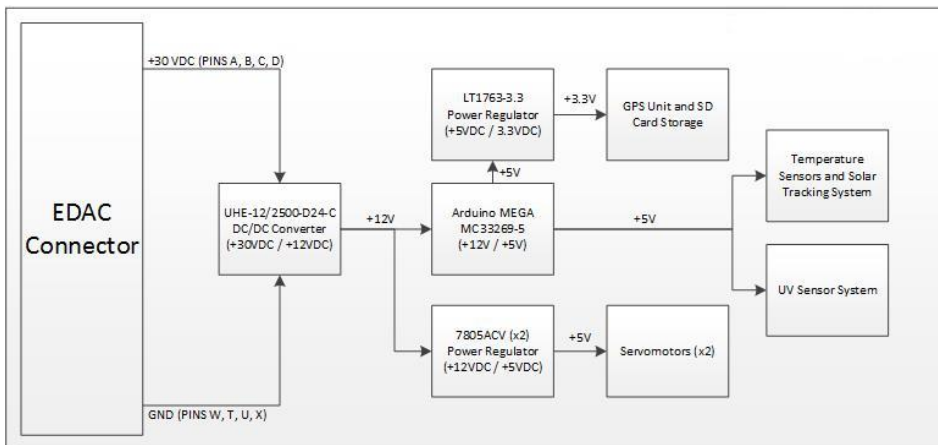 EDAC
Connector
+30 VDC (PINS A, B, C, D)
GND (PINS W, T, U, X)
UHE-12/2500-D24-C
DC/DC Converter
(+30VDC / +12VDC)
+12V
LT1763-3.3
Power Regulator
(+5VDC / 3.3VDC)
+3.3V
GPS Unit and SD
Card Storage
+5V
Arduino MEGA
MC33269-5
(+12V / +5V)
+5V
Temperature
Sensors and Solar
Tracking System
UV Sensor System
7805ACV (x2)
Power Regulator
(+12VDC / +5VDC)
+5V
Servomotors (x2)